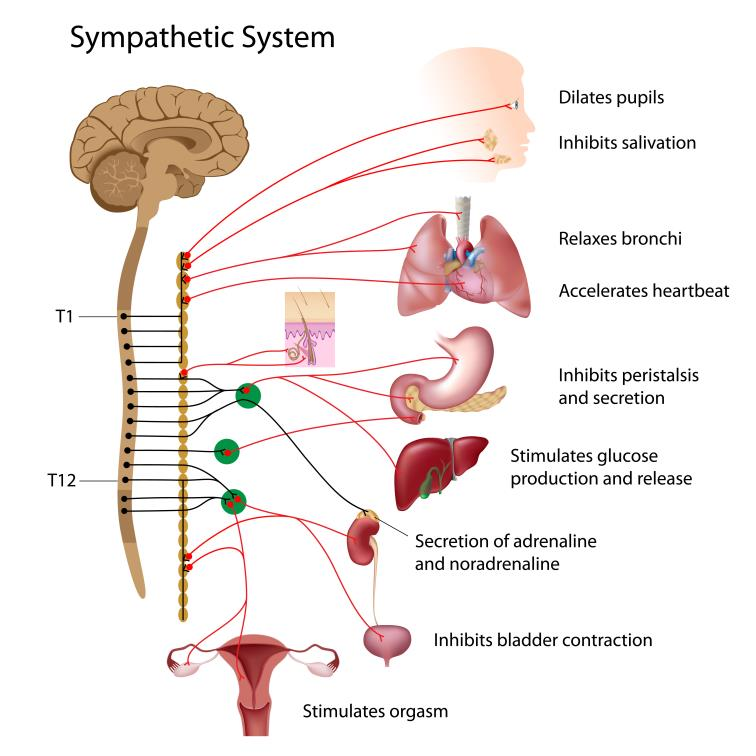 Sympathetic System
Dilates pupils
Inhibits salivation
Relaxes bronchi
Accelerates heartbeat
T1
Inhibits peristalsis
and secretion
Stimulates glucose
production and release
T12
Secretion of adrenaline
and noradrenaline
Inhibits bladder contraction
Stimulates orgasm